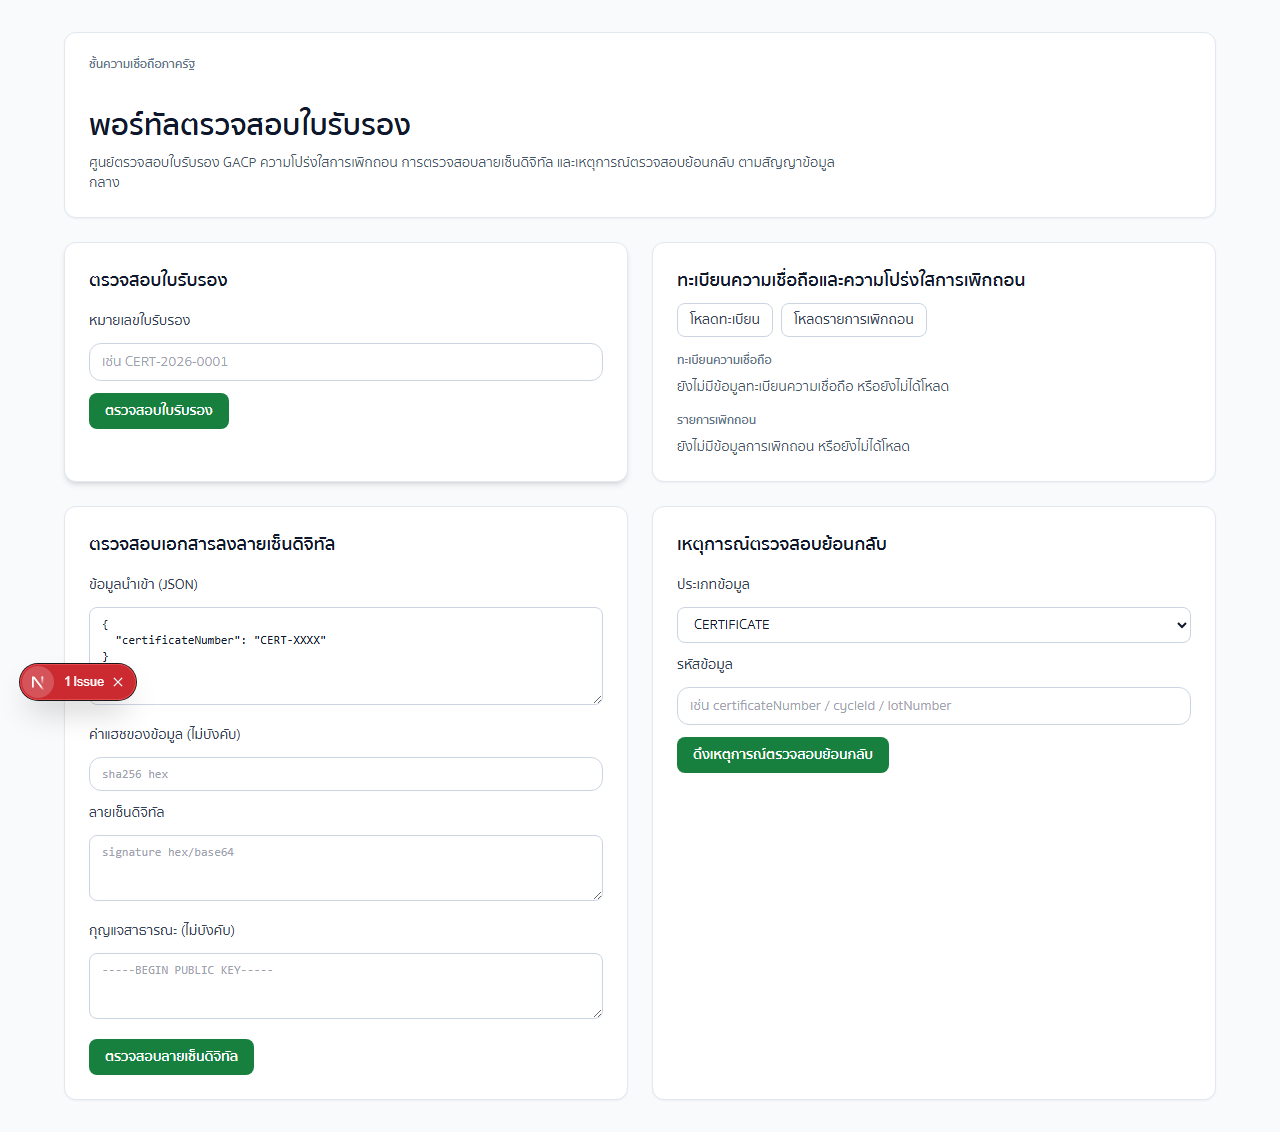 ชั้นความเชื่อถือภาครัฐ
พอร์ทัลตรวจสอบใบรับรอง
ศูนย์ตรวจสอบใบรับรอง GACP ความโปร่งใสการเพิกถอน การตรวจสอบลายเซ็นดิจิทัล และเหตุการณ์ตรวจสอบย้อนกลับ ตามสัญญาข้อมูล
กลาง
ตรวจสอบใบรับรอง
หมายเลขใบรับรอง
เช่น CERT-2026-0001
ตรวจสอบใบรับรอง
ทะเบียนความเชื่อถือและความโปร่งใสการเพิกถอน
โหลดทะเบียน
โหลดรายการเพิกถอน
ทะเบียนความเชื่อถือ
ยังไม่มีข้อมูลทะเบียนความเชื่อถือ หรือยังไม่ได้โหลด
รายการเพิกถอน
ยังไม่มีข้อมูลการเพิกถอน หรือยังไม่ได้โหลด
ตรวจสอบเอกสารลงลายเซ็นดิจิทัล
ข้อมูลนำเข้า (JSON)
{
"certificateNumber": "CERT-XXXX"
}
N 1 Issue
ค่าแฮชของข้อมูล (ไม่บังคับ)
sha256 hex
ลายเซ็นดิจิทัล
signature hex/base64
กุญแจสาธารณะ (ไม่บังคับ)
-----BEGIN PUBLIC KEY-----
ตรวจสอบลายเซ็นดิจิทัล
เหตุการณ์ตรวจสอบย้อนกลับ
ประเภทข้อมูล
CERTIFICATE
รหัสข้อมูล
เช่น certificateNumber / cycleId / lotNumber
ดึงเหตุการณ์ตรวจสอบย้อนกลับ